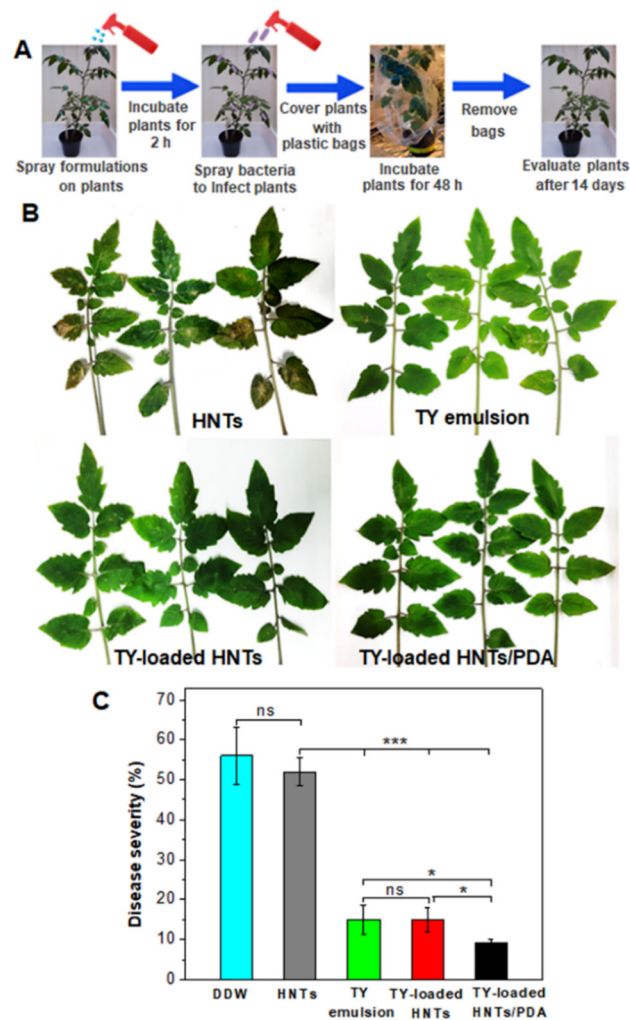 A
Spray formulations
on plants
Incubate
plants for
2 h
Spray bacteria
to Infect plants
Cover plants
with
plastic bags
Incubate
plants for 48 h
Remove
bags
Evaluate plants
after 14 days
B
HNTs
TY emulsion
TY-loaded HNTs
TY-loaded HNTs/PDA
C
Disease severity (%)
70
60
50
40
30
20
15
10
0
ns
***
*
ns
*
DDW
HNTs
TY
emulsion
TY-loaded
HNTs
TY-loaded
HNTs/PDA